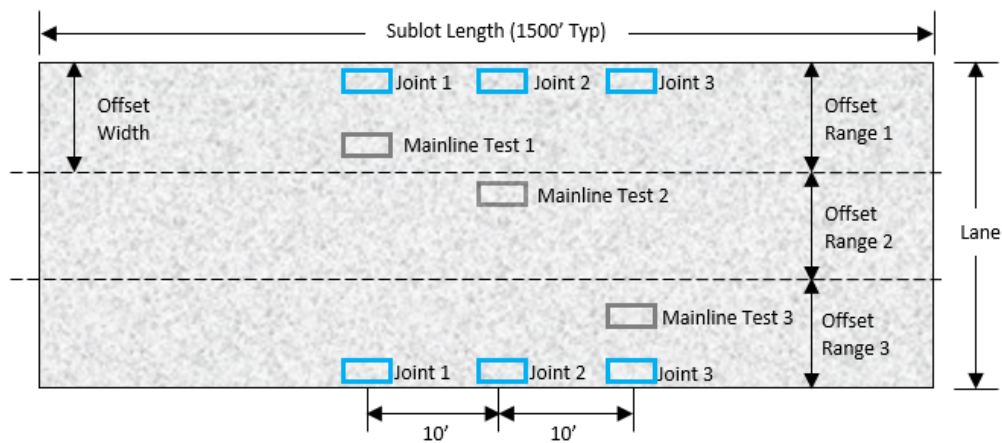 Sublot Length (1500’ Typ)
Joint 1
Joint 2
Joint 3
Offset
Width
Offset
Range 1
Mainline Test 1
Mainline Test 2
Offset
Range 2
Lane
Mainline Test 3
Offset
Range 3
Joint 1
Joint 2
Joint 3
10’
10’